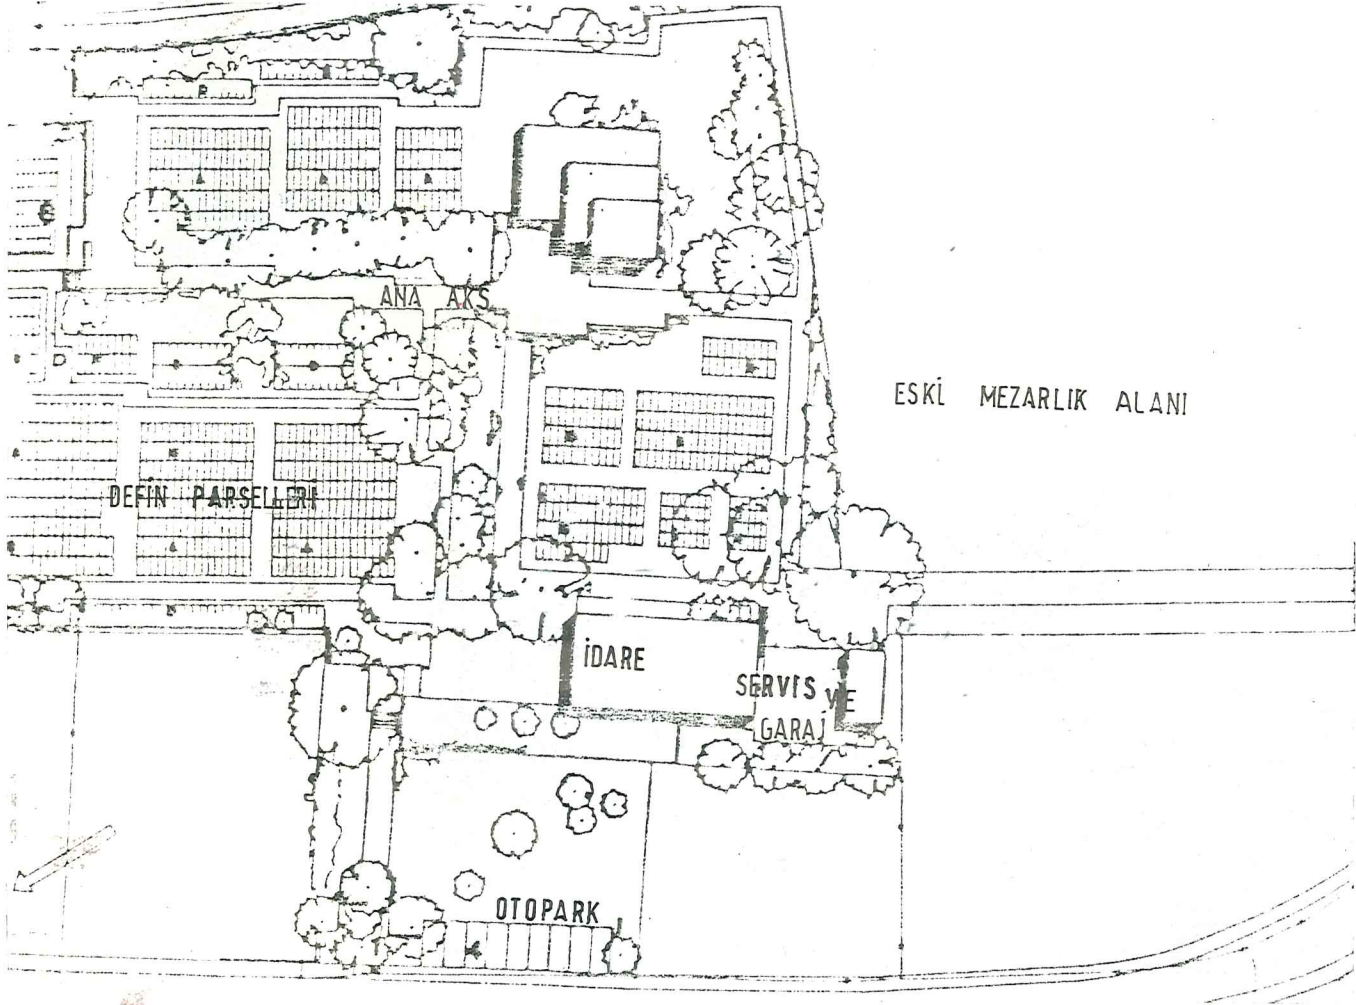 ANA AKS
ESKİ MEZARLIK ALANI
DEFİN PARSELLERİ
İDARE
SERVİS VE
GARAJ
OTOPARK